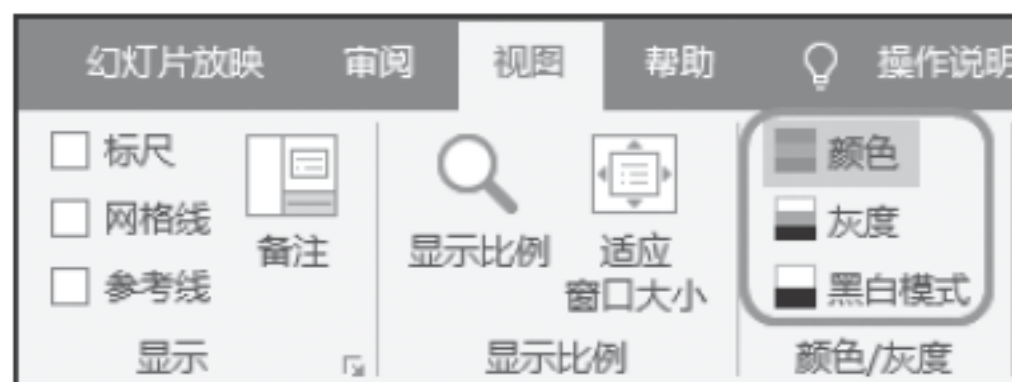 幻灯片放映 审阅 视图 帮助 操作说明
标尺
网格线
参考线
备注
显示
显示比例
适应
窗口大小
显示比例
颜色
灰度
黑白模式
颜色/灰度